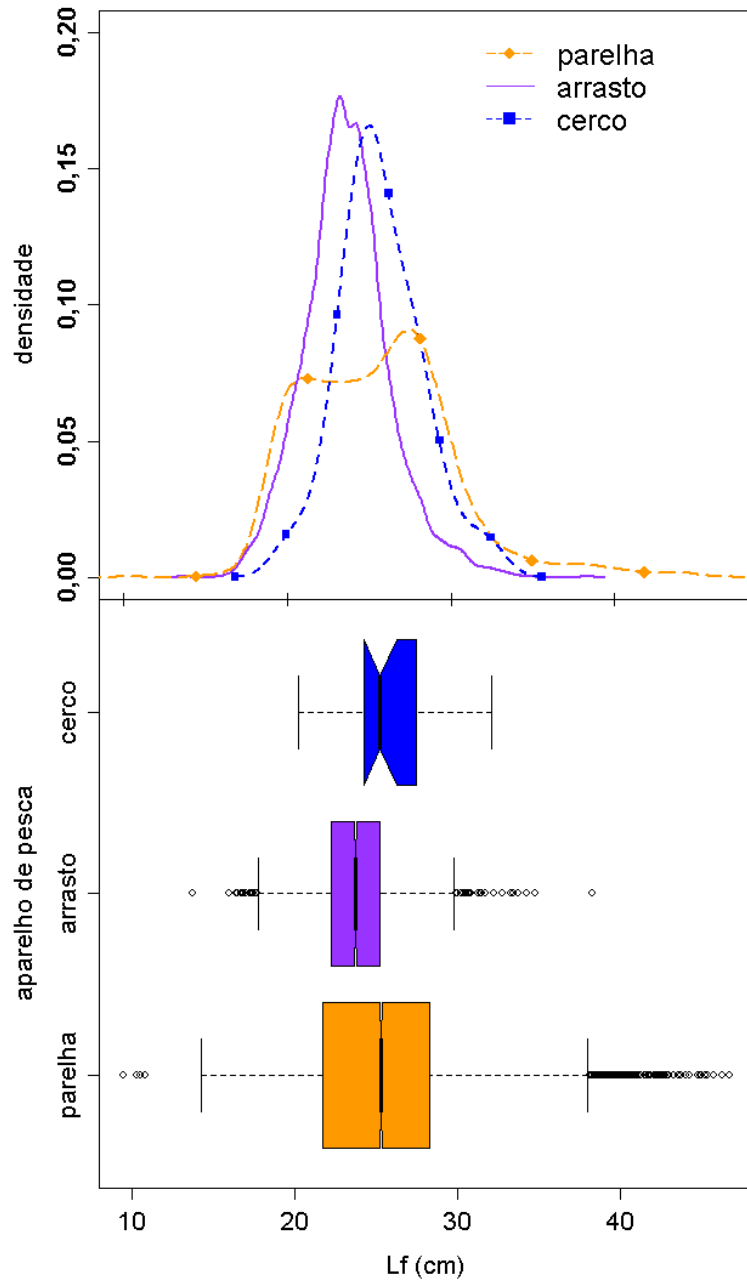 0,20
0,15
0,10
0,05
0,00
densidade
parelha
arrasto
cerco
cerco
arrasto
parelha
aparelho de pesca
10 20 30 40
Lf (cm)